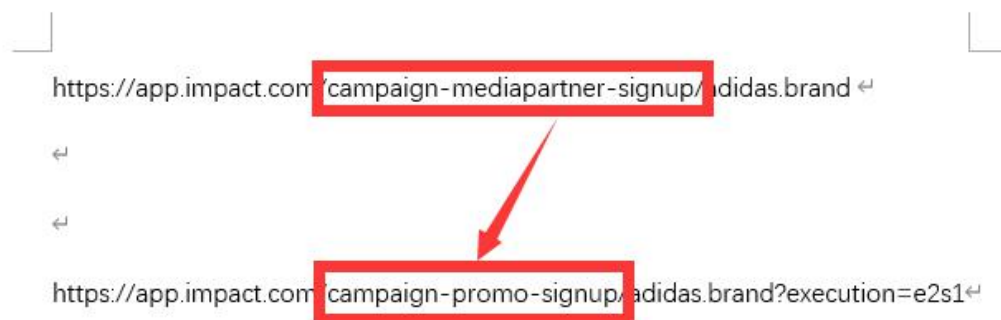 https://app.impact.com/campaign-mediapartner-signup/adidas.brand
https://app.impact.com/campaign-promo-signup/adidas.brand?execution=e2s1